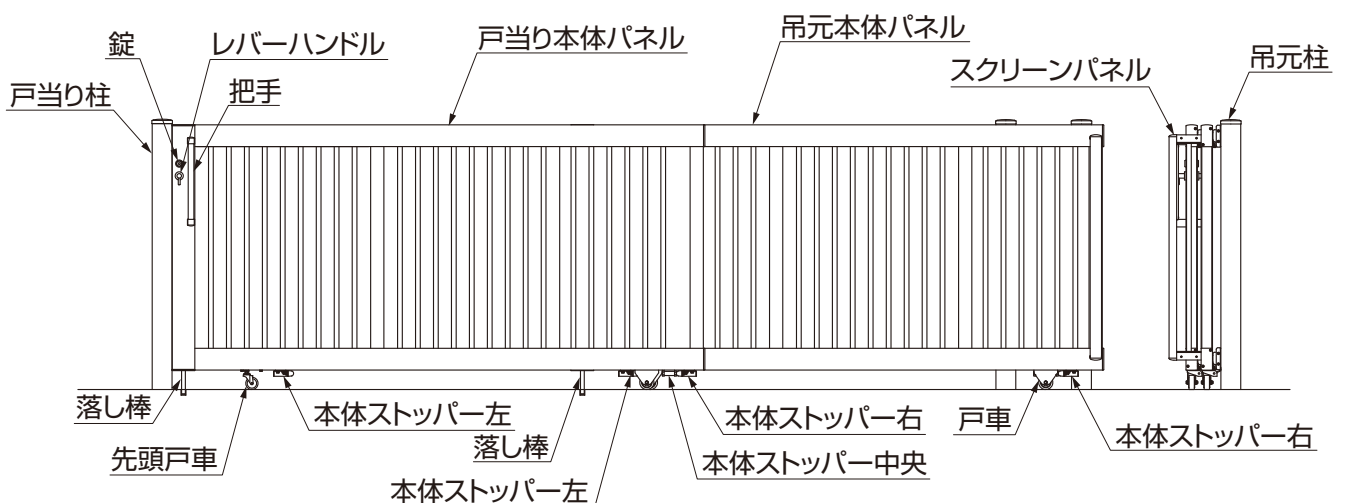 錠
レバーハンドル
戸当り本体パネル
吊元本体パネル
スクリーンパネル
吊元柱
戸当り柱
把手
落し棒
先頭戸車
本体ストッパー左
落し棒
本体ストッパー左
本体ストッパー右
本体ストッパー中央
戸車
本体ストッパー右